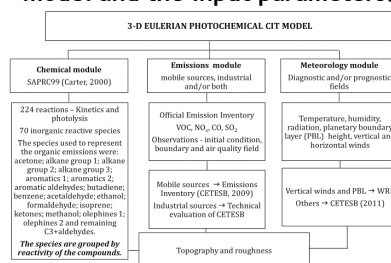 model and the input parameters
3-D EULERIAN PHOTOCHEMICAL CIT MODEL
Chemical module
SAPRC99 (Carter, 2000)
224 reactions – Kinetics and
photolysis
70 inorganic reactive species
The species used to represent
the organic emissions were:
acetone; alkane group 1; alkane
group 2; alkane group 3;
aromatics 1; aromatics 2;
aromatic aldehydes; butadiene;
benzene; acetaldehyde; ethanol;
formaldehyde; isoprene;
ketones; methanol; olephines 1;
olephines 2 and remaining
C3+aldehydes.
The species are grouped by
reactivity of the compounds.
Emissions module
mobile sources, industrial
and/or both
Official Emission Inventory
VOC, NOx, CO, SO2
Observations - initial condition,
boundary and air quality field
Mobile sources → Emissions
Inventory (CETESB, 2009)
Industrial sources → Technical
evaluation of CETESB
Meteorology module
Diagnostic and/or prognostic
fields
Temperature, humidity,
radiation, planetary boundary
layer (PBL) height, vertical and
horizontal winds
Vertical winds and PBL → WRF
Others → CETESB (2011)
Topography and roughness